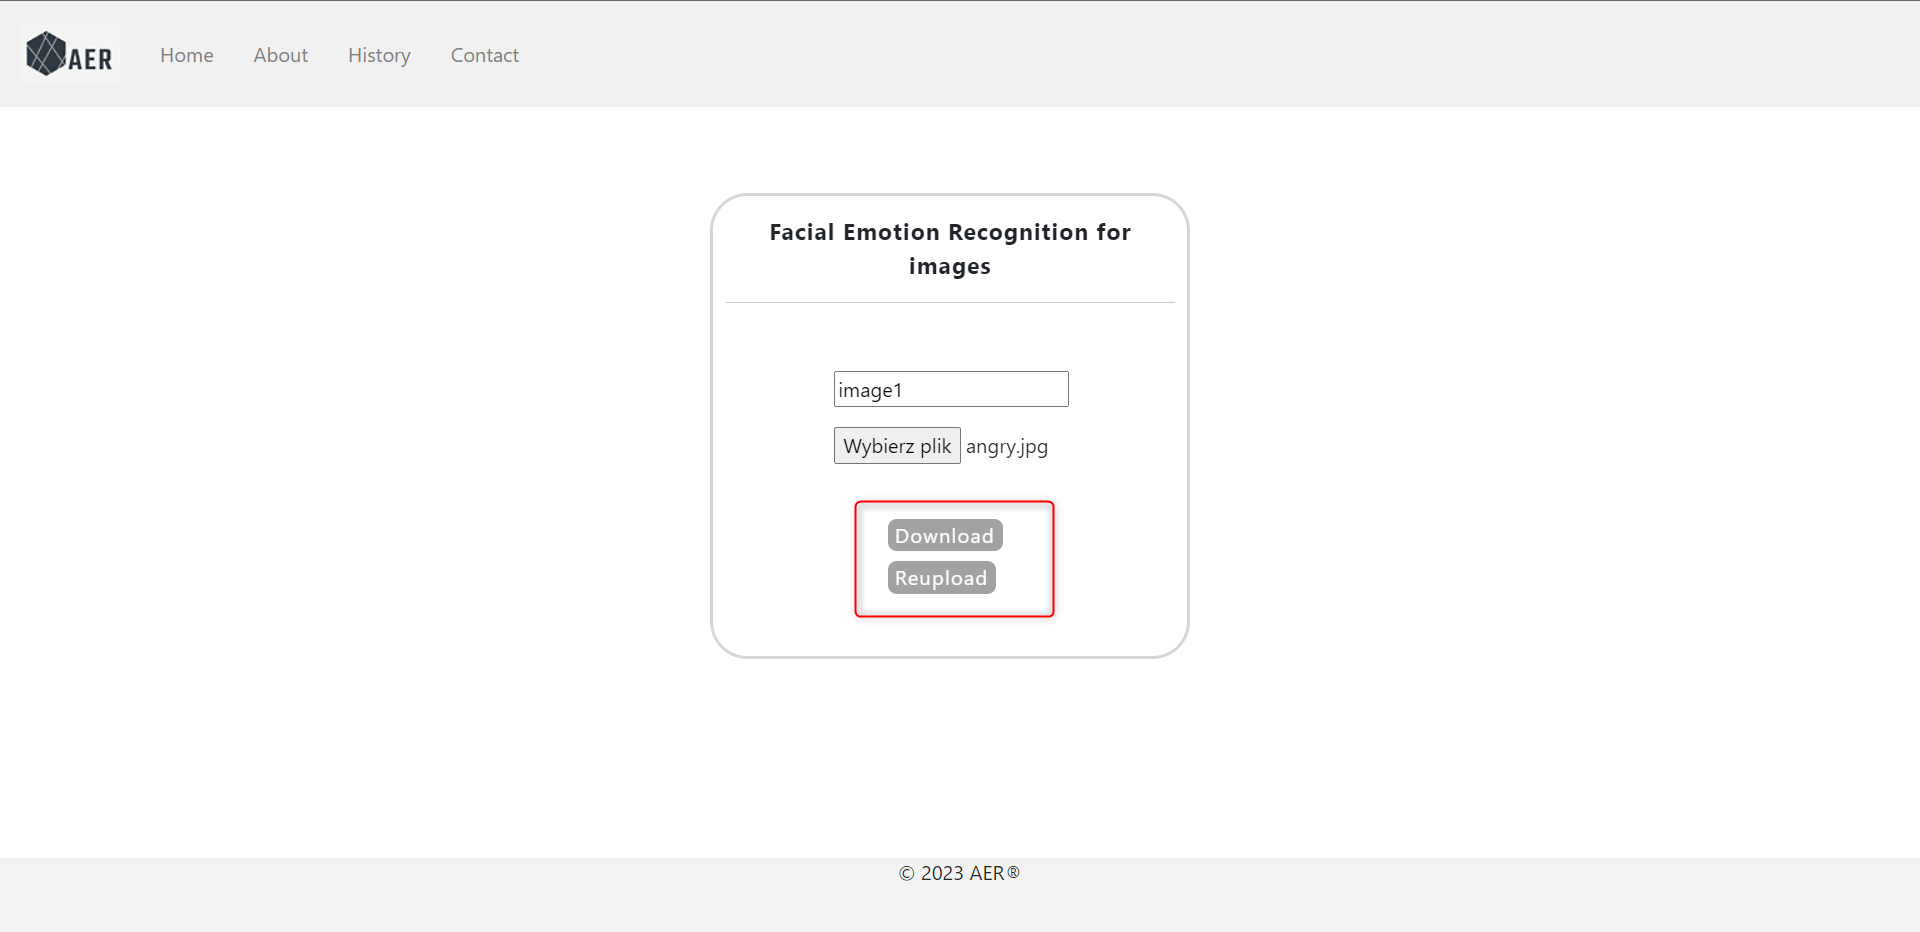 AER
Home About History Contact
Facial Emotion Recognition for
images
image1
Wybierz plik angry.jpg
Download
Reupload
© 2023 AER®